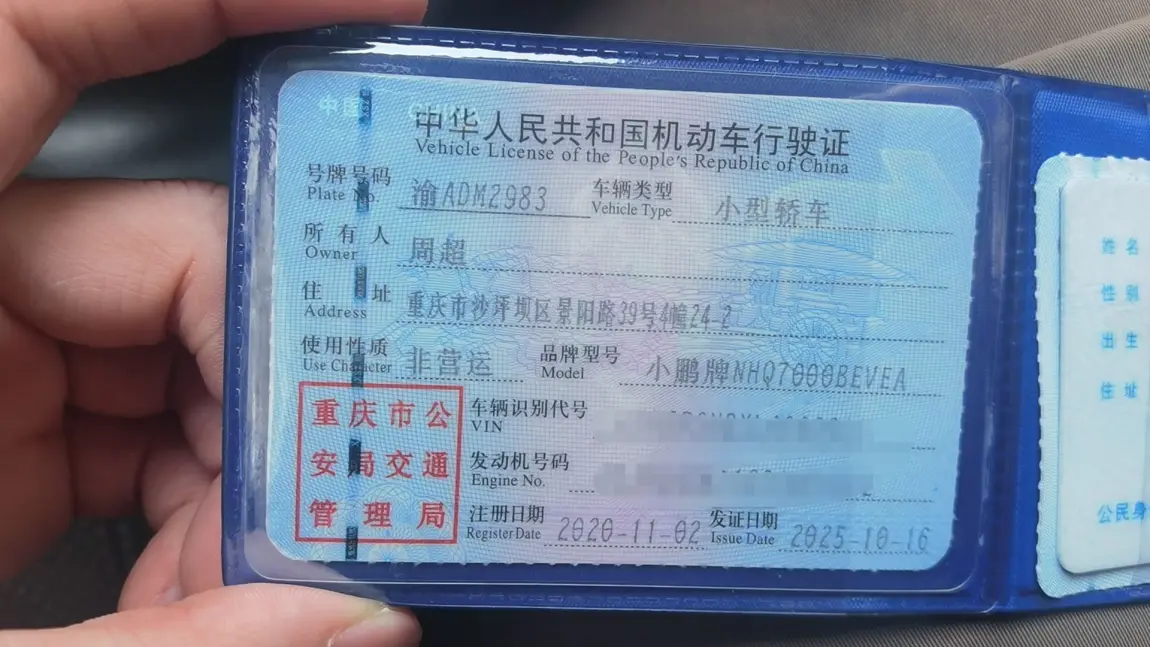 中国 CHINA
中华人民共和国机动车行驶证
Vehicle License of the People's Republic of China
号牌号码 渝ADM2983 车辆类型 小型轿车
Plate No. Vehicle Type
所有人 周超
Owner
住址 重庆市沙坪坝区景阳路39号4幢24-2
Address
使用性质 非营运 品牌型号 小鹏牌NHQ7000BEVEA
Use Character Model
重庆市公
安局交通
管理局
车辆识别代号
VIN
发动机号码
Engine No.
注册日期 2020-11-02 发证日期 2025-10-16
Register Date Issue Date
姓名
性别
出生
住址
公民身